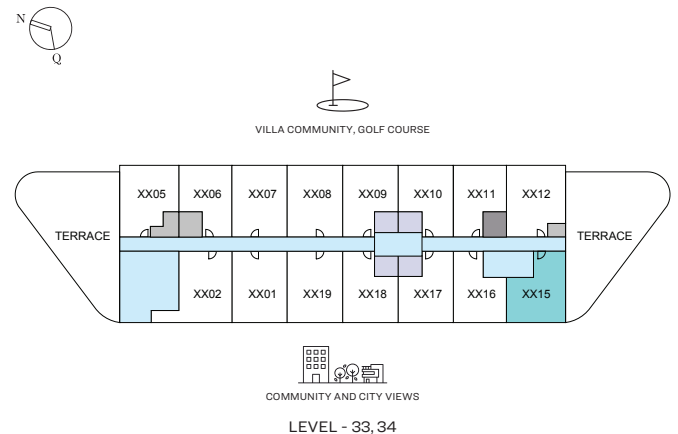 N
Q
VILLA COMMUNITY, GOLF COURSE
XX05 XX06 XX07 XX08 XX09 XX10 XX11 XX12
TERRACE TERRACE
XX02 XX01 XX19 XX18 XX17 XX16 XX15
COMMUNITY AND CITY VIEWS
LEVEL - 33, 34